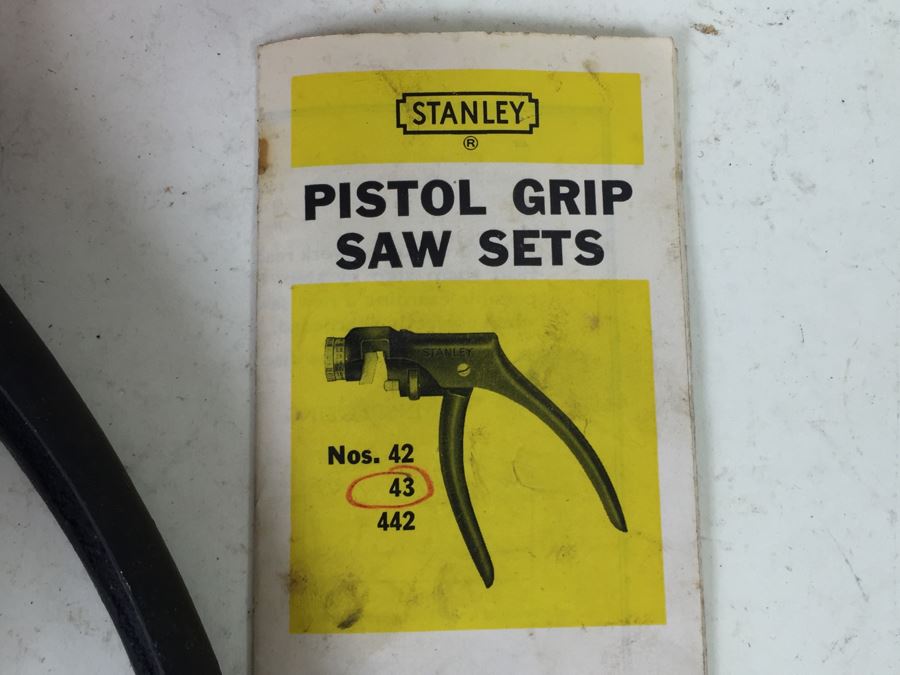 STANLEY
®
PISTOL GRIP
SAW SETS
STANLEY
Nos. 42
43
442